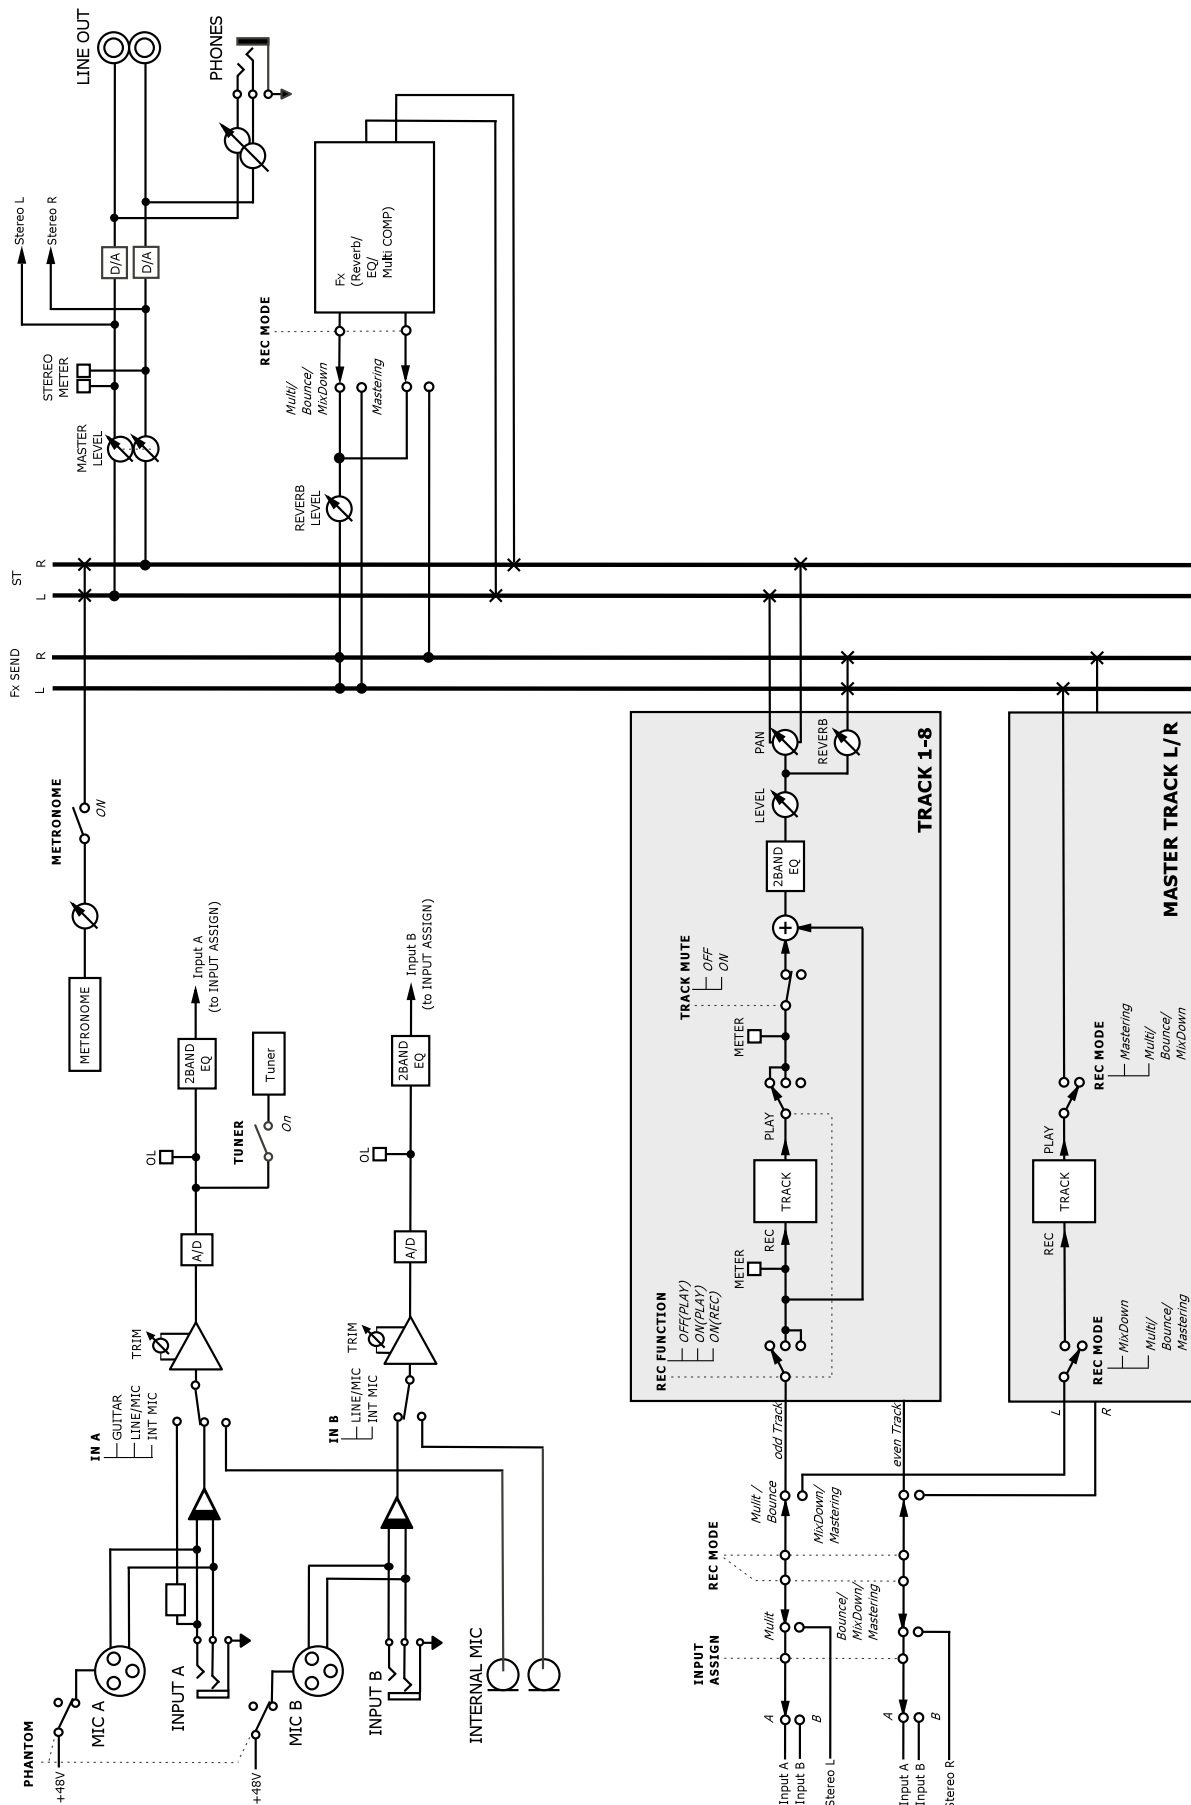 PHANTOM
+48V
MIC A
INPUT A
+48V
MIC B
INPUT B
INTERNAL MIC
IN A
GUITAR
LINE/MIC
INT MIC
TRIM
A/D
OL
2BAND
EQ
Input A
(to INPUT ASSIGN)
TUNER
On
Tuner
IN B
LINE/MIC
INT MIC
TRIM
A/D
OL
2BAND
EQ
Input B
(to INPUT ASSIGN)
METRONOME
METRONOME
ON
Fx SEND
L
R
ST
L
R
MASTER
LEVEL
STEREO
METER
Stereo L
Stereo R
D/A
D/A
LINE OUT
PHONES
REVERB
LEVEL
Multi/
Bounce/
MixDown
Mastering
REC MODE
Fx
(Reverb/
EQ/
Multi COMP)
Input A
Input B
Stereo L
A
B
INPUT
ASSIGN
Mulit
Bounce/
MixDown/
Mastering
REC MODE
Mulit /
Bounce
MixDown/
Mastering
Input A
Input B
Stereo R
A
B
odd Track
even Track
REC FUNCTION
OFF(PLAY)
ON(PLAY)
ON(REC)
METER
REC
TRACK
PLAY
METER
TRACK MUTE
OFF
ON
+
2BAND
EQ
LEVEL
PAN
REVERB
TRACK 1-8
L
R
REC MODE
MixDown
Multi/
Bounce/
Mastering
REC
TRACK
PLAY
REC MODE
Mastering
Multi/
Bounce/
MixDown
MASTER TRACK L/R